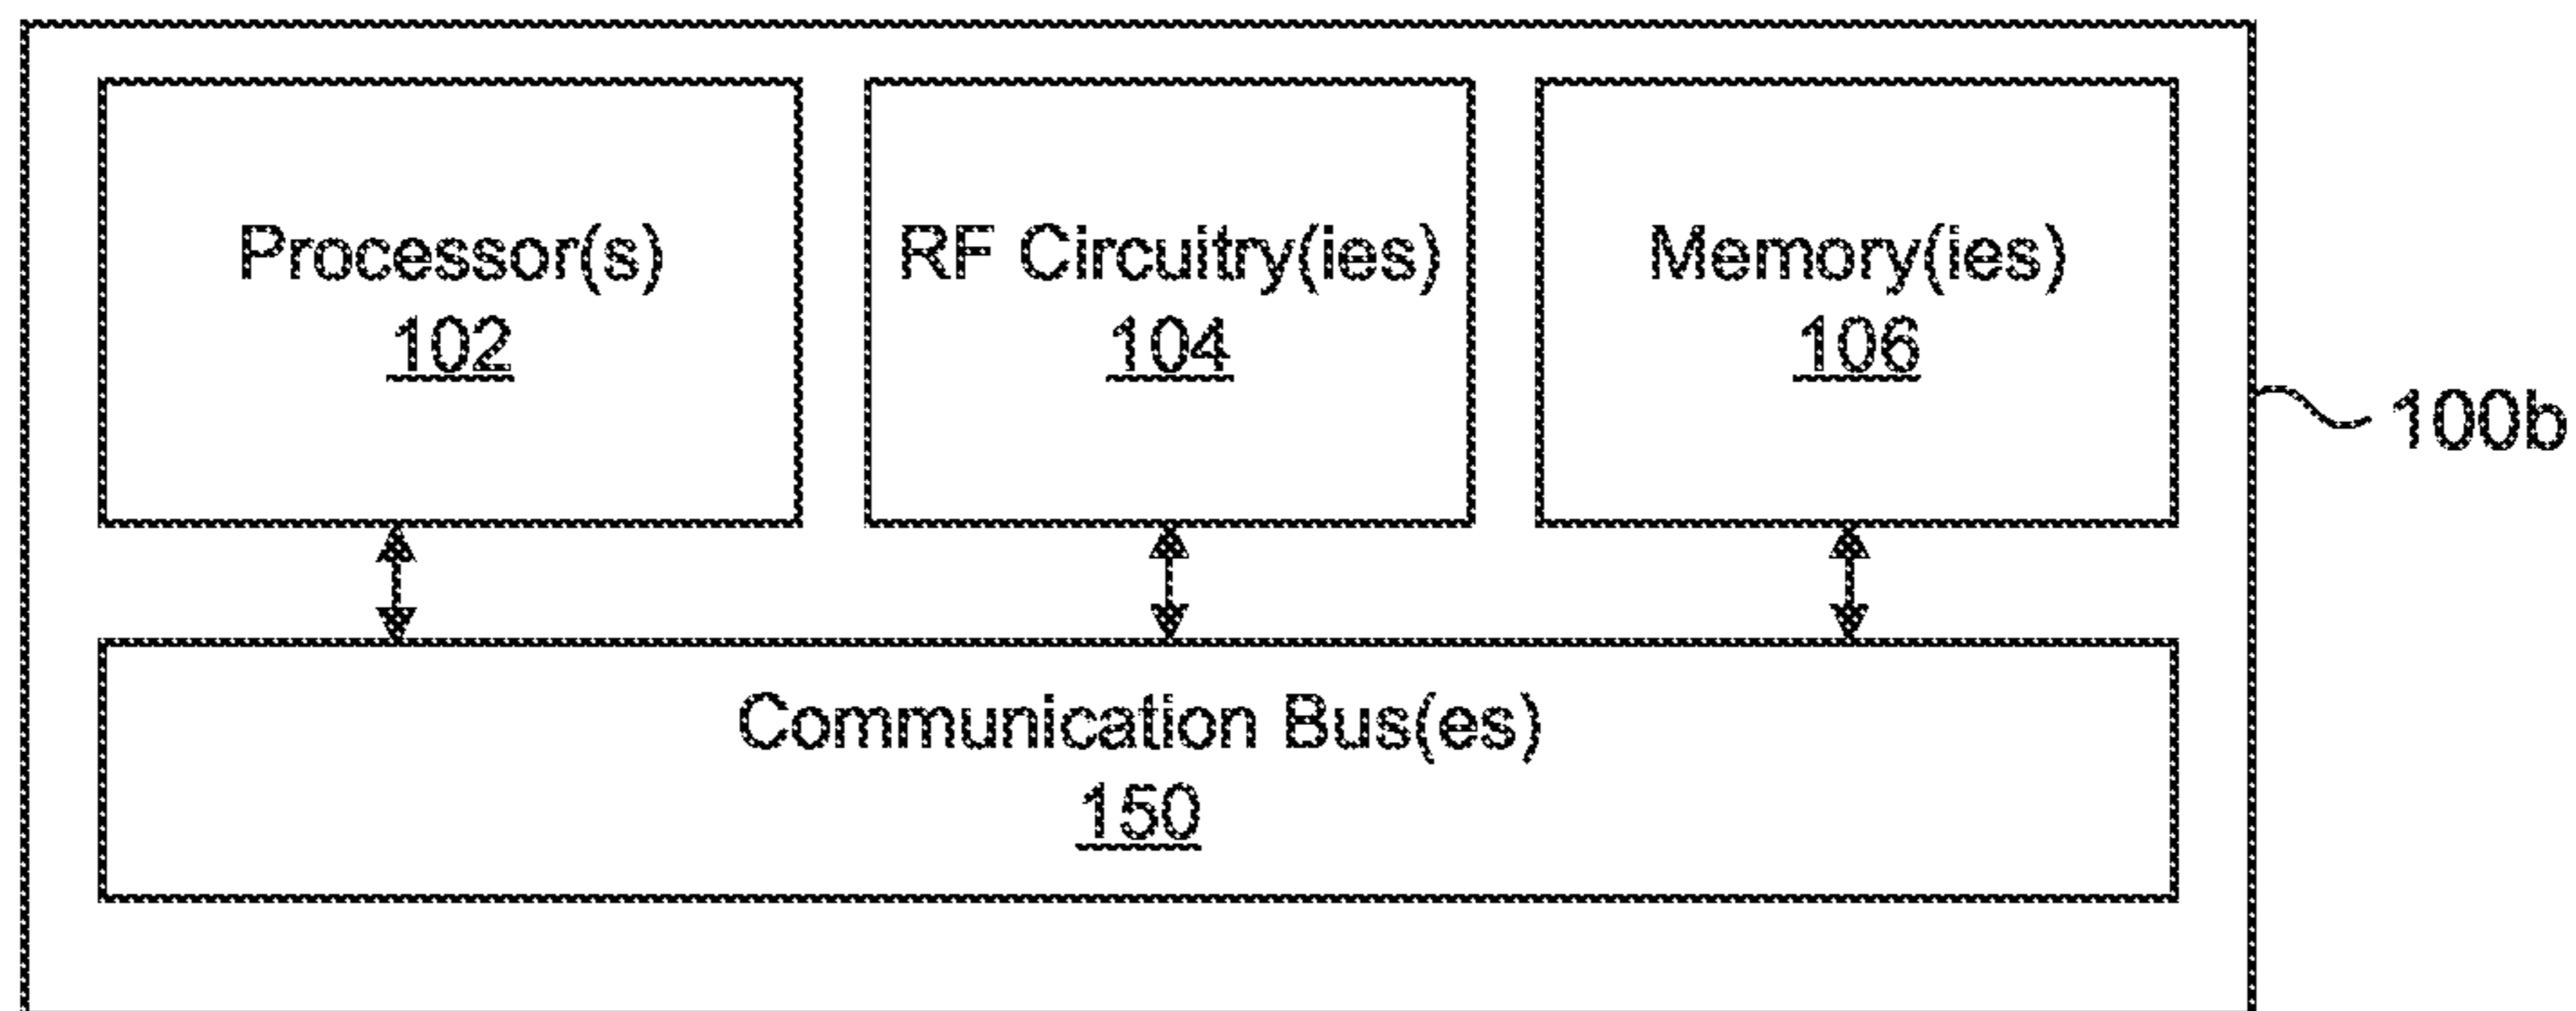 Processor(s)
102
RF Circuitry(ies)
104
Memory(ies)
106
100b
Communication Bus(es)
150